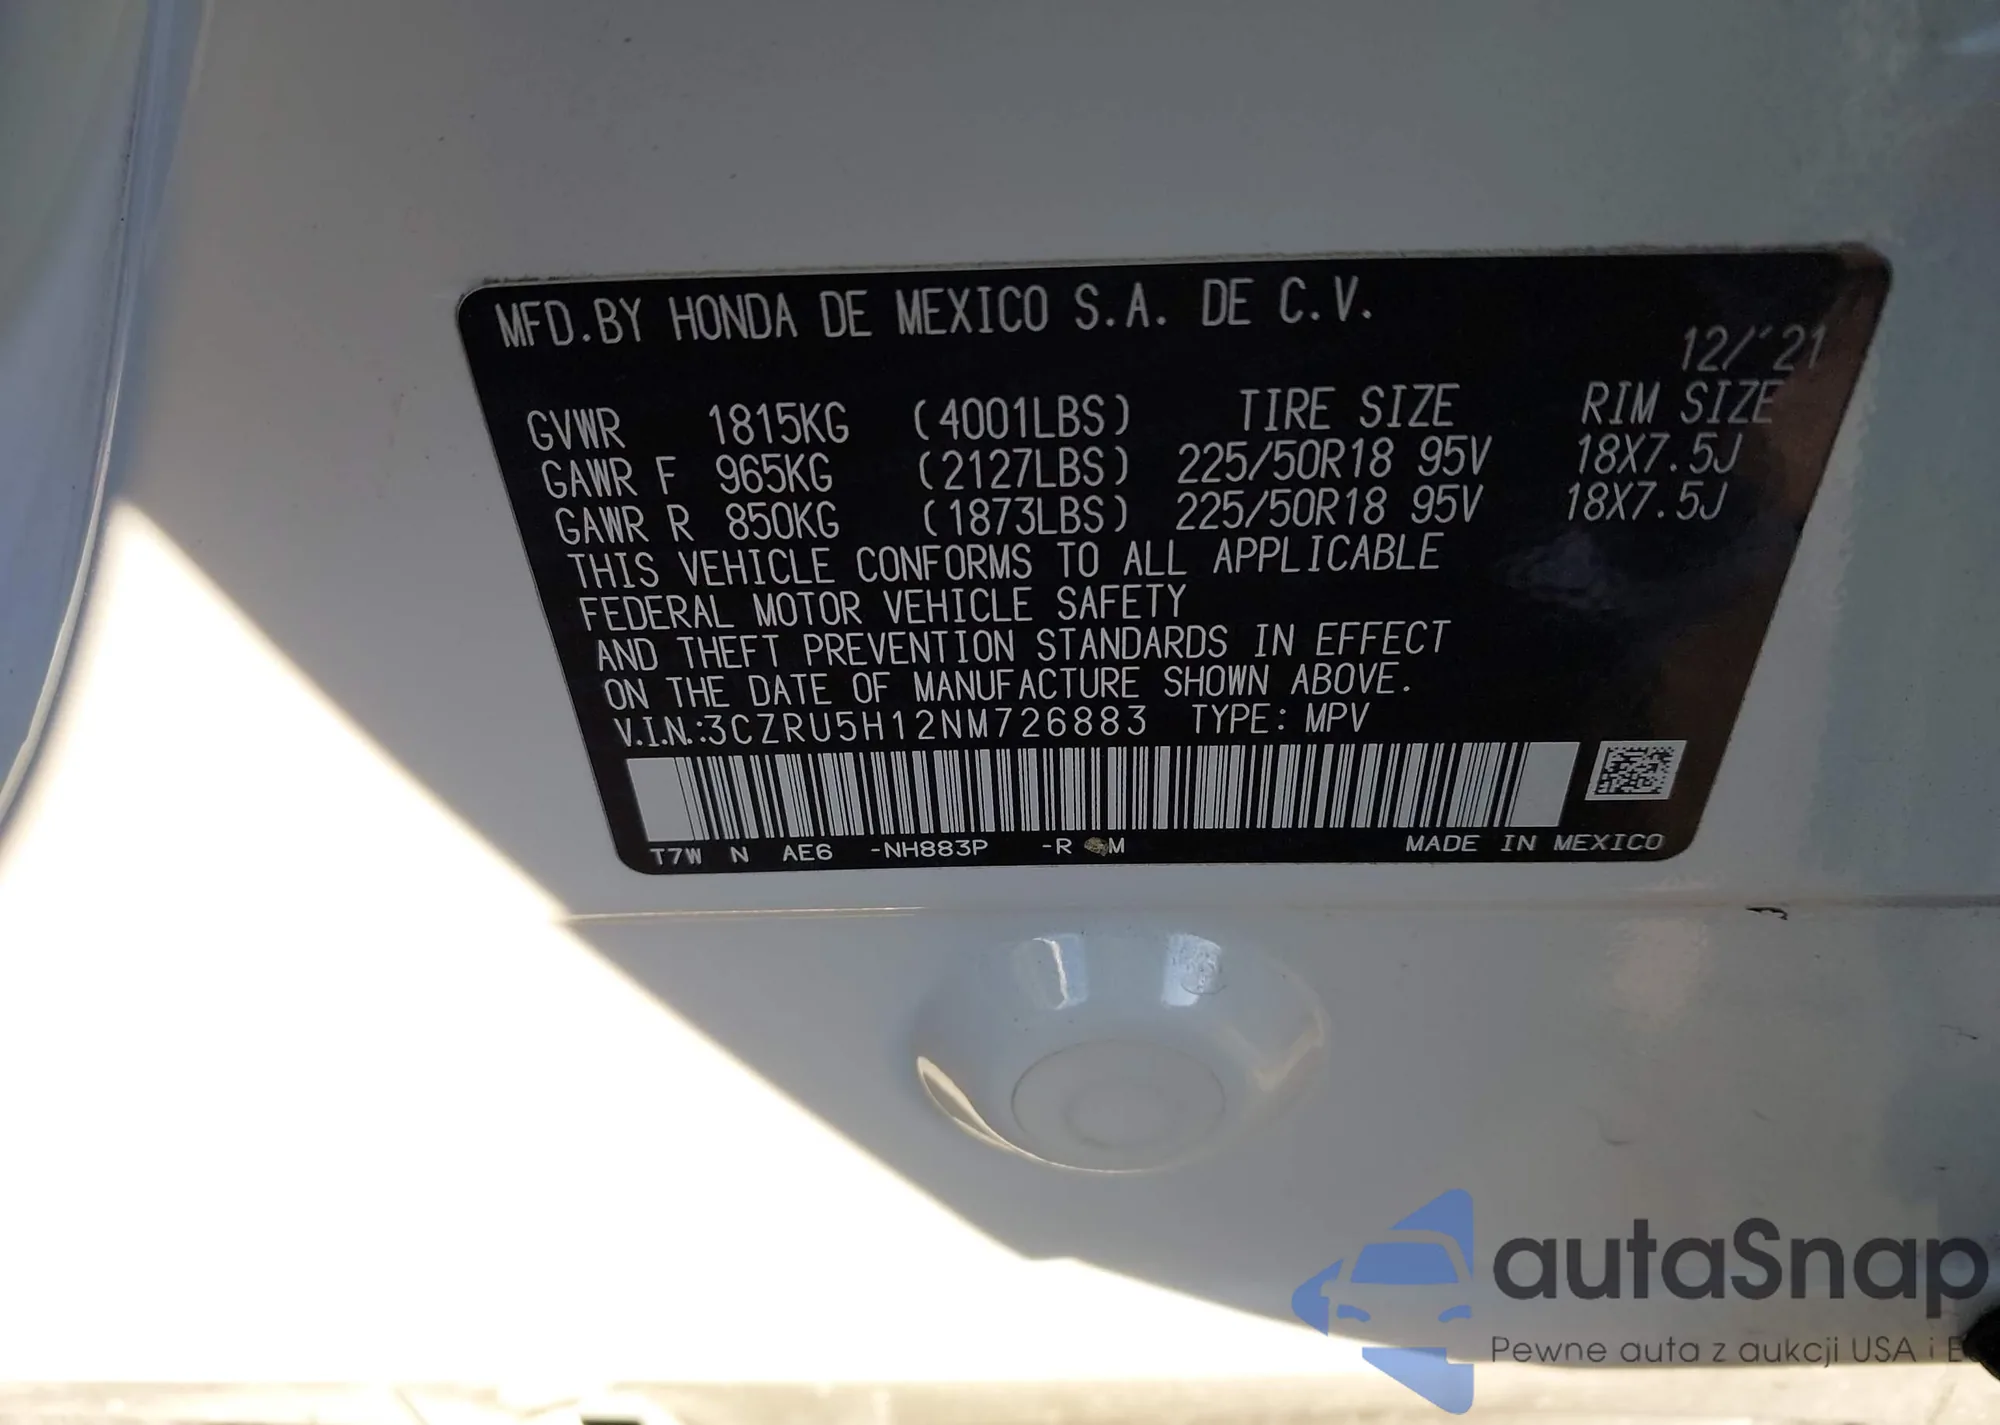 MFD.BY HONDA DE MEXICO S.A. DE C.V.
12/'21
GVWR 1815KG (4001LBS) TIRE SIZE RIM SIZE
GAWR F 965KG (2127LBS) 225/50R18 95V 18X7.5J
GAWR R 850KG (1873LBS) 225/50R18 95V 18X7.5J
THIS VEHICLE CONFORMS TO ALL APPLICABLE
FEDERAL MOTOR VEHICLE SAFETY
AND THEFT PREVENTION STANDARDS IN EFFECT
ON THE DATE OF MANUFACTURE SHOWN ABOVE.
V.I.N.:3CZRU5H12NM726883 TYPE: MPV
T7W N AE6 -NH883P -R M MADE IN MEXICO
autaSnap
Pewne auta z aukcji USA i